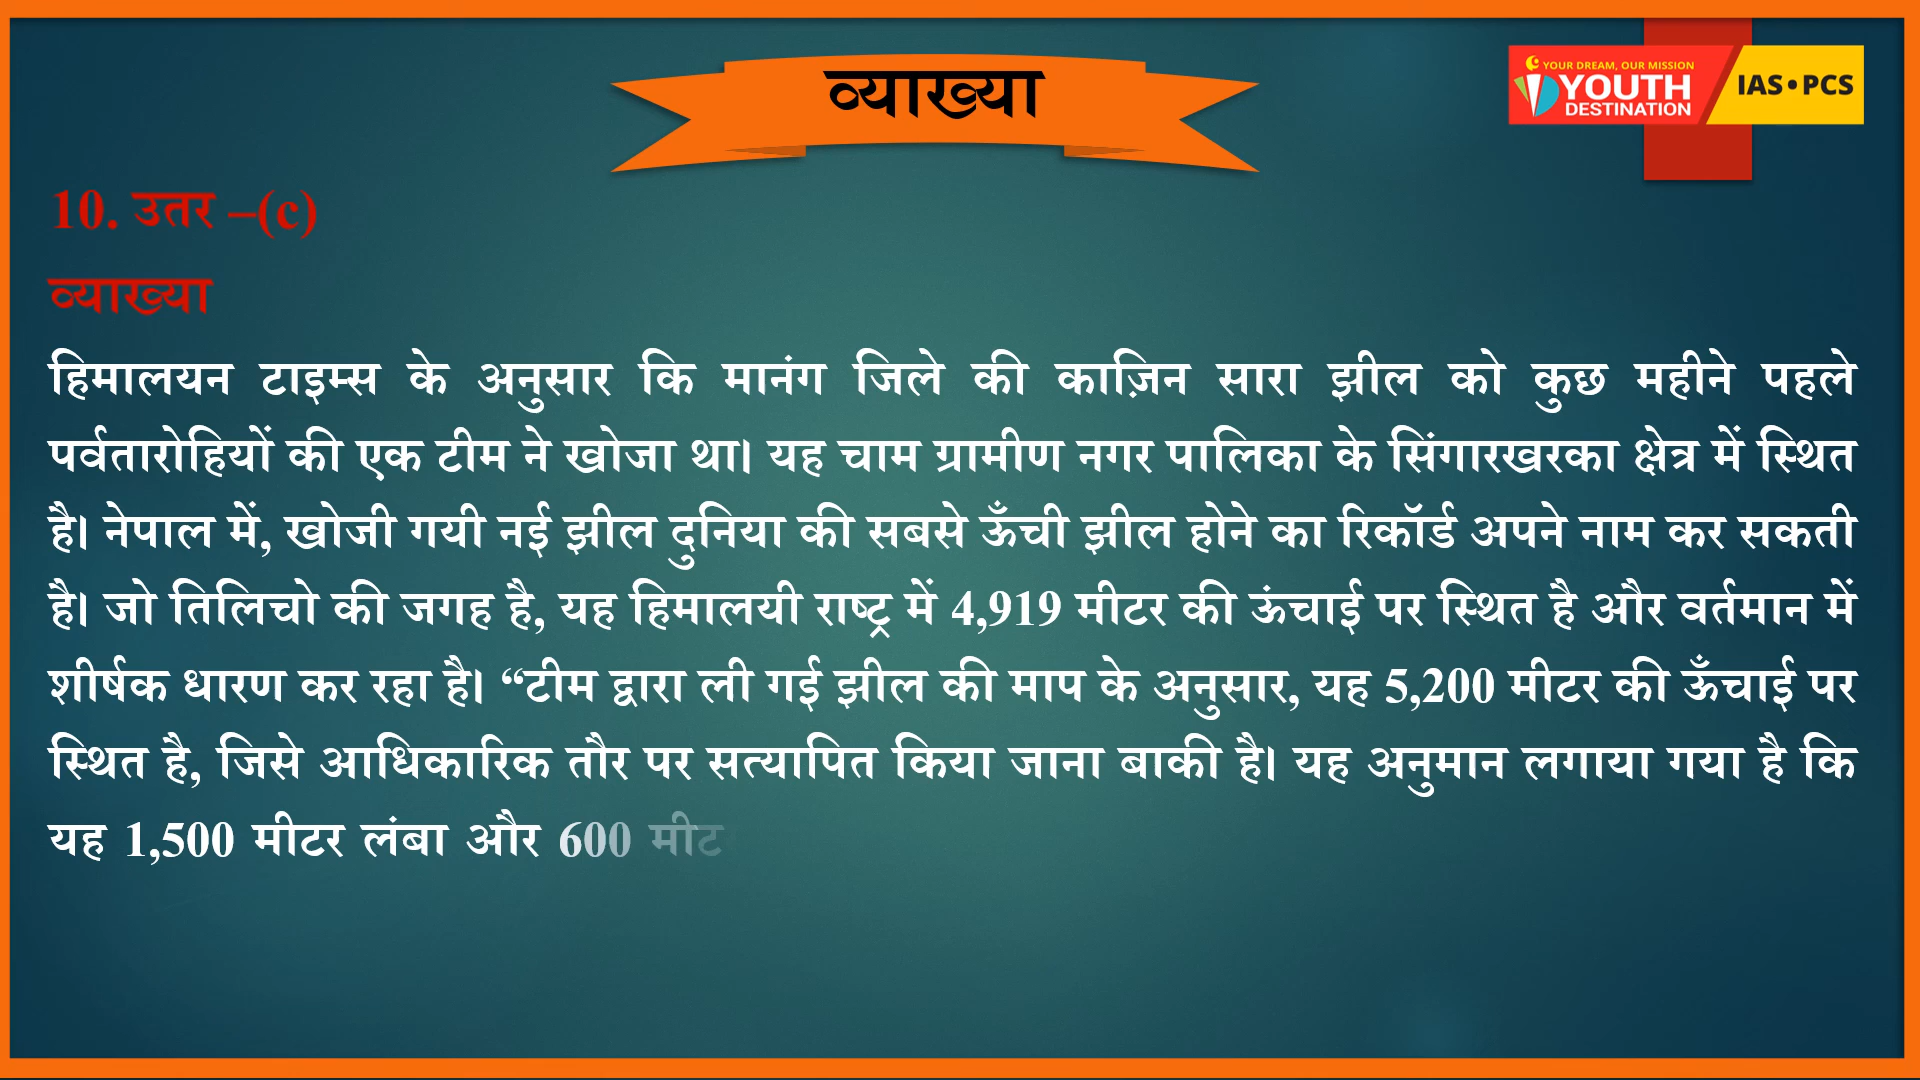 व्याख्या
YOUR DREAM, OUR MISSION
YOUTH
DESTINATION
IAS•PCS
10. उतर –(c)
व्याख्या
हिमालयन टाइम्स के अनुसार कि मानंग जिले की काज़िन सारा झील को कुछ महीने पहले
पर्वतारोहियों की एक टीम ने खोजा था। यह चाम ग्रामीण नगर पालिका के सिंगारखरका क्षेत्र में स्थित
है। नेपाल में, खोजी गयी नई झील दुनिया की सबसे ऊँची झील होने का रिकॉर्ड अपने नाम कर सकती
है। जो तिलिचो की जगह है, यह हिमालयी राष्ट्र में 4,919 मीटर की ऊंचाई पर स्थित है और वर्तमान में
शीर्षक धारण कर रहा है। “टीम द्वारा ली गई झील की माप के अनुसार, यह 5,200 मीटर की ऊँचाई पर
स्थित है, जिसे आधिकारिक तौर पर सत्यापित किया जाना बाकी है। यह अनुमान लगाया गया है कि
यह 1,500 मीटर लंबा और 600 मीट